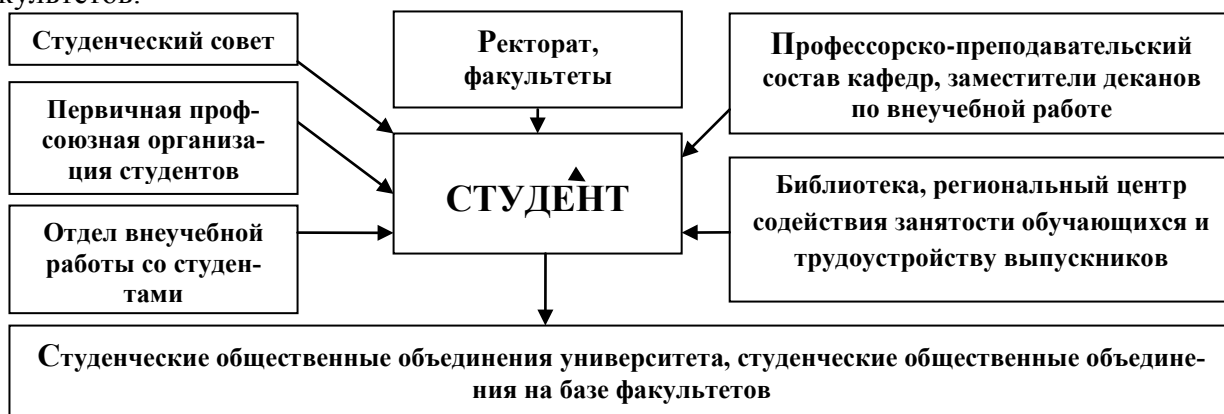 культетов.
Студенческий совет
Ректорат,
факультеты
Профессорско-преподавательский
состав кафедр, заместители деканов
по внеучебной работе
Первичная проф-
союзная организа-
ция студентов
СТУДЕНТ
Библиотека, региональный центр
содействия занятости обучающихся и
трудоустройству выпускников
Отдел внеучебной
работы со студен-
тами
Студенческие общественные объединения университета, студенческие общественные объедине-
ния на базе факультетов